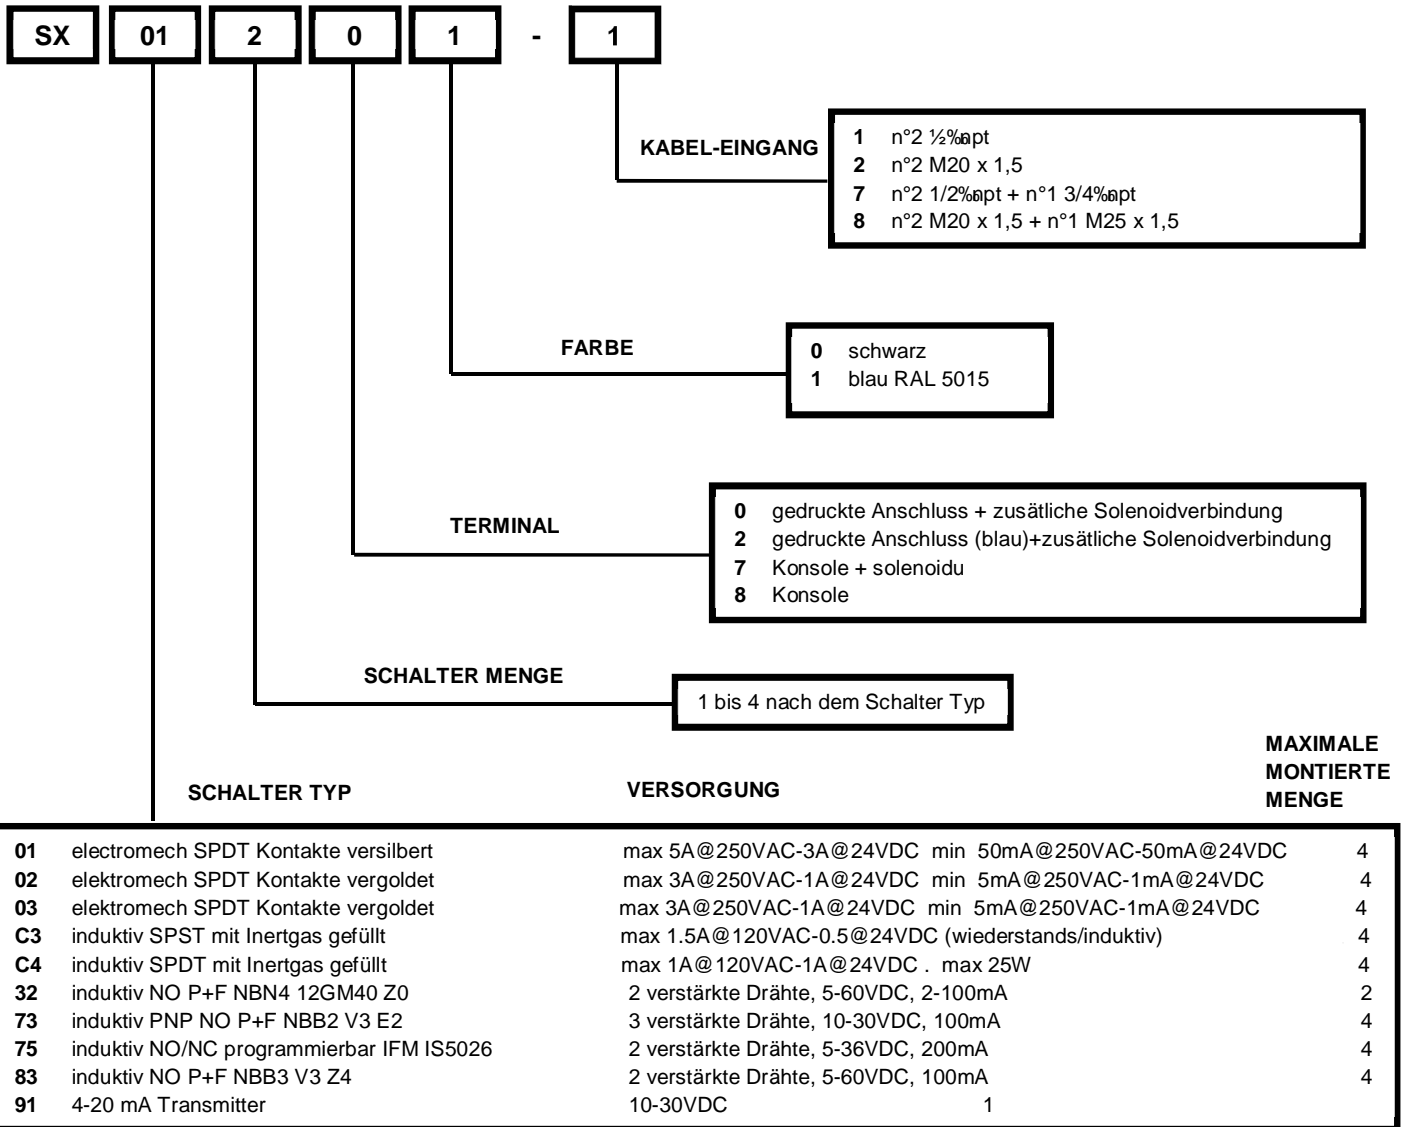 SX 01 2 0 1 - 1
KABEL-EINGANG
1 n°2 ½‰npt
2 n°2 M20 x 1,5
7 n°2 1/2‰npt + n°1 3/4‰npt
8 n°2 M20 x 1,5 + n°1 M25 x 1,5
FARBE
0 schwarz
1 blau RAL 5015
TERMINAL
0 gedruckte Anschluss + zusätliche Solenoidverbindung
2 gedruckte Anschluss (blau)+zusätliche Solenoidverbindung
7 Konsole + solenoidu
8 Konsole
SCHALTER MENGE
1 bis 4 nach dem Schalter Typ
SCHALTER TYP VERSORGUNG MAXIMALE
MONTIERTE
MENGE
01 electromech SPDT Kontakte versilbert max 5A@250VAC-3A@24VDC min 50mA@250VAC-50mA@24VDC 4
02 elektromech SPDT Kontakte vergoldet max 3A@250VAC-1A@24VDC min 5mA@250VAC-1mA@24VDC 4
03 elektromech SPDT Kontakte vergoldet max 3A@250VAC-1A@24VDC min 5mA@250VAC-1mA@24VDC 4
C3 induktiv SPST mit Inertgas gefüllt max 1.5A@120VAC-0.5@24VDC (wiederstands/induktiv) 4
C4 induktiv SPDT mit Inertgas gefüllt max 1A@120VAC-1A@24VDC . max 25W 4
32 induktiv NO P+F NBN4 12GM40 Z0 2 verstärkte Drähte, 5-60VDC, 2-100mA 2
73 induktiv PNP NO P+F NBB2 V3 E2 3 verstärkte Drähte, 10-30VDC, 100mA 4
75 induktiv NO/NC programmierbar IFM IS5026 2 verstärkte Drähte, 5-36VDC, 200mA 4
83 induktiv NO P+F NBB3 V3 Z4 2 verstärkte Drähte, 5-60VDC, 100mA 4
91 4-20 mA Transmitter 10-30VDC 1